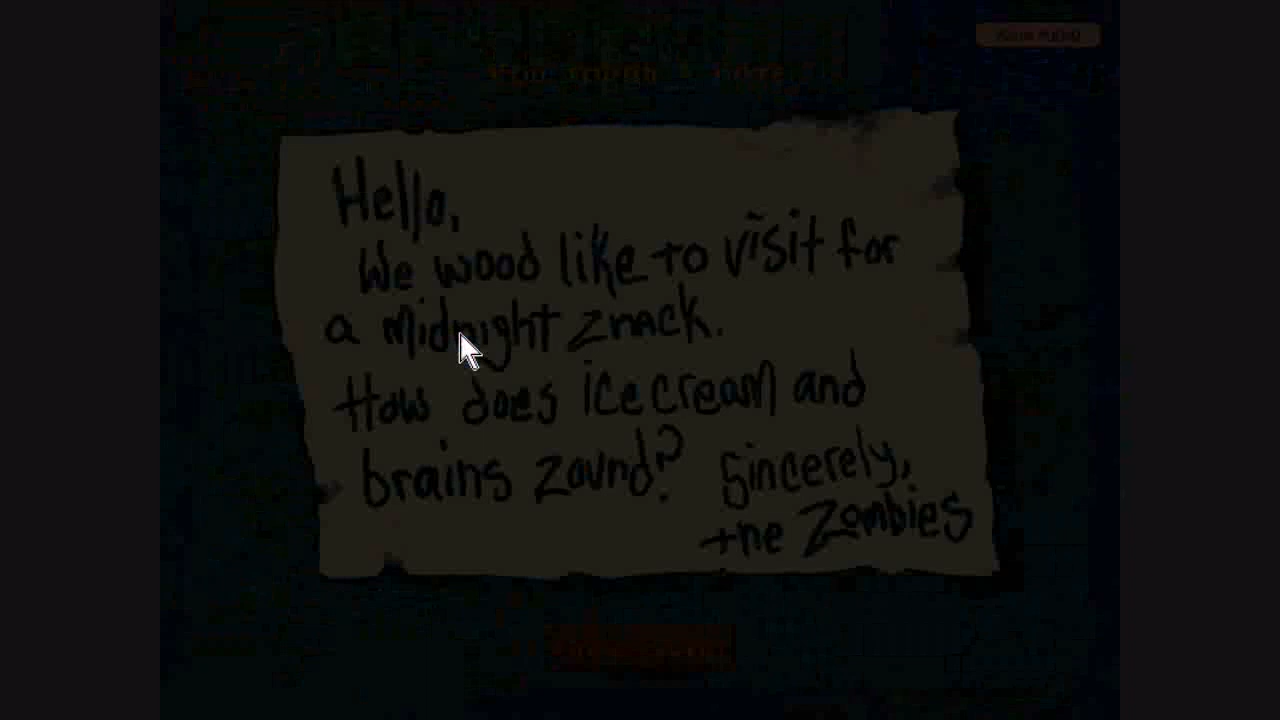 Hello,
We wood like to visit for
a midnight znack.
How does icecream and
brains zound?
Sincerely,
the Zombies